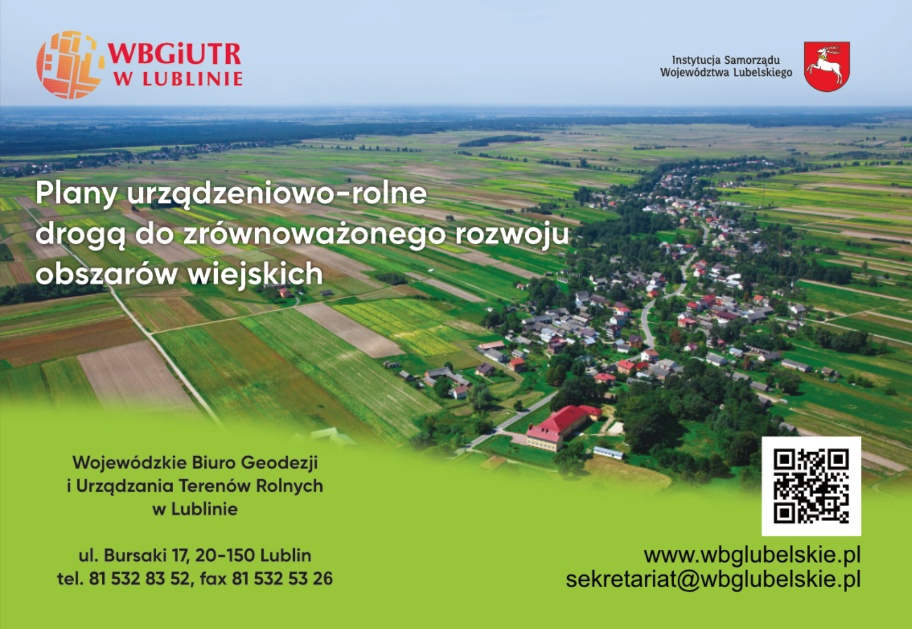 WBGiUTR
W LUBLINIE
Instytucja Samorządu
Województwa Lubelskiego
Plany urządzeniowo-rolne
drogą do zrównoważonego rozwoju
obszarów wiejskich
Wojewódzkie Biuro Geodezji
i Urządzania Terenów Rolnych
w Lublinie
ul. Bursaki 17, 20-150 Lublin
tel. 81 532 83 52, fax 81 532 53 26
www.wbglubelskie.pl
sekretariat@wbglubelskie.pl